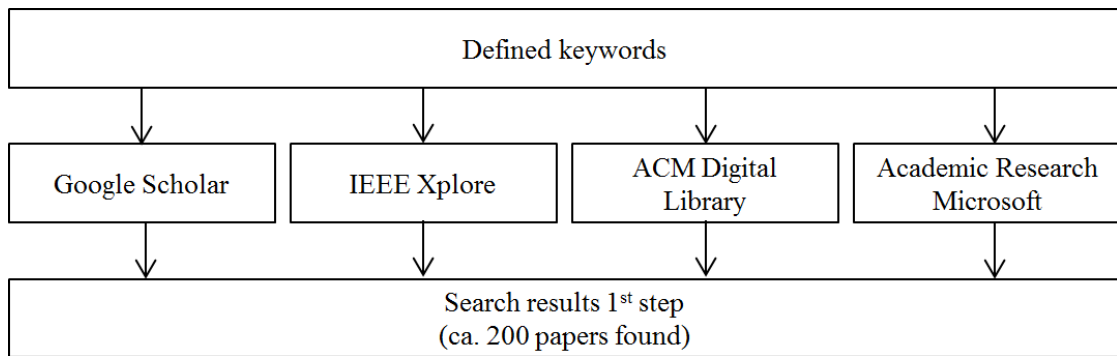 Defined keywords
Google Scholar
IEEE Xplore
ACM Digital
Library
Academic Research
Microsoft
Search results 1st step
(ca. 200 papers found)